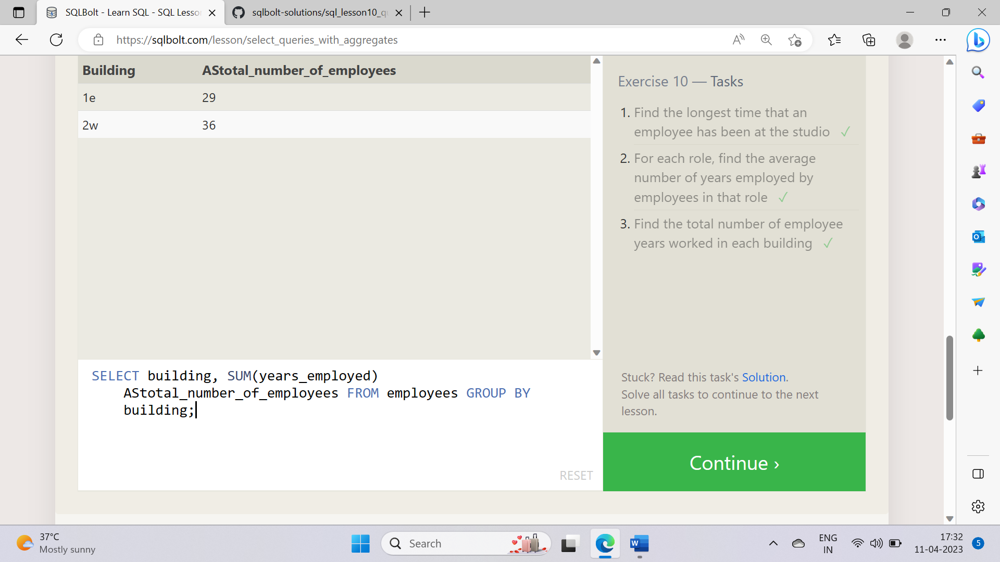 SQLBolt - Learn SQL - SQL Lesso
sqlbolt-solutions/sql_lesson10_q
https://sqlbolt.com/lesson/select_queries_with_aggregates
Building AStotal_number_of_employees
1e 29
2w 36
SELECT building, SUM(years_employed)
AStotal_number_of_employees FROM employees GROUP BY
building;
RESET
Exercise 10 — Tasks
1. Find the longest time that an
employee has been at the studio ✓
2. For each role, find the average
number of years employed by
employees in that role ✓
3. Find the total number of employee
years worked in each building ✓
Stuck? Read this task's Solution.
Solve all tasks to continue to the next
lesson.
Continue ›
37°C
Mostly sunny
Search
ENG
IN
17:32
11-04-2023
5